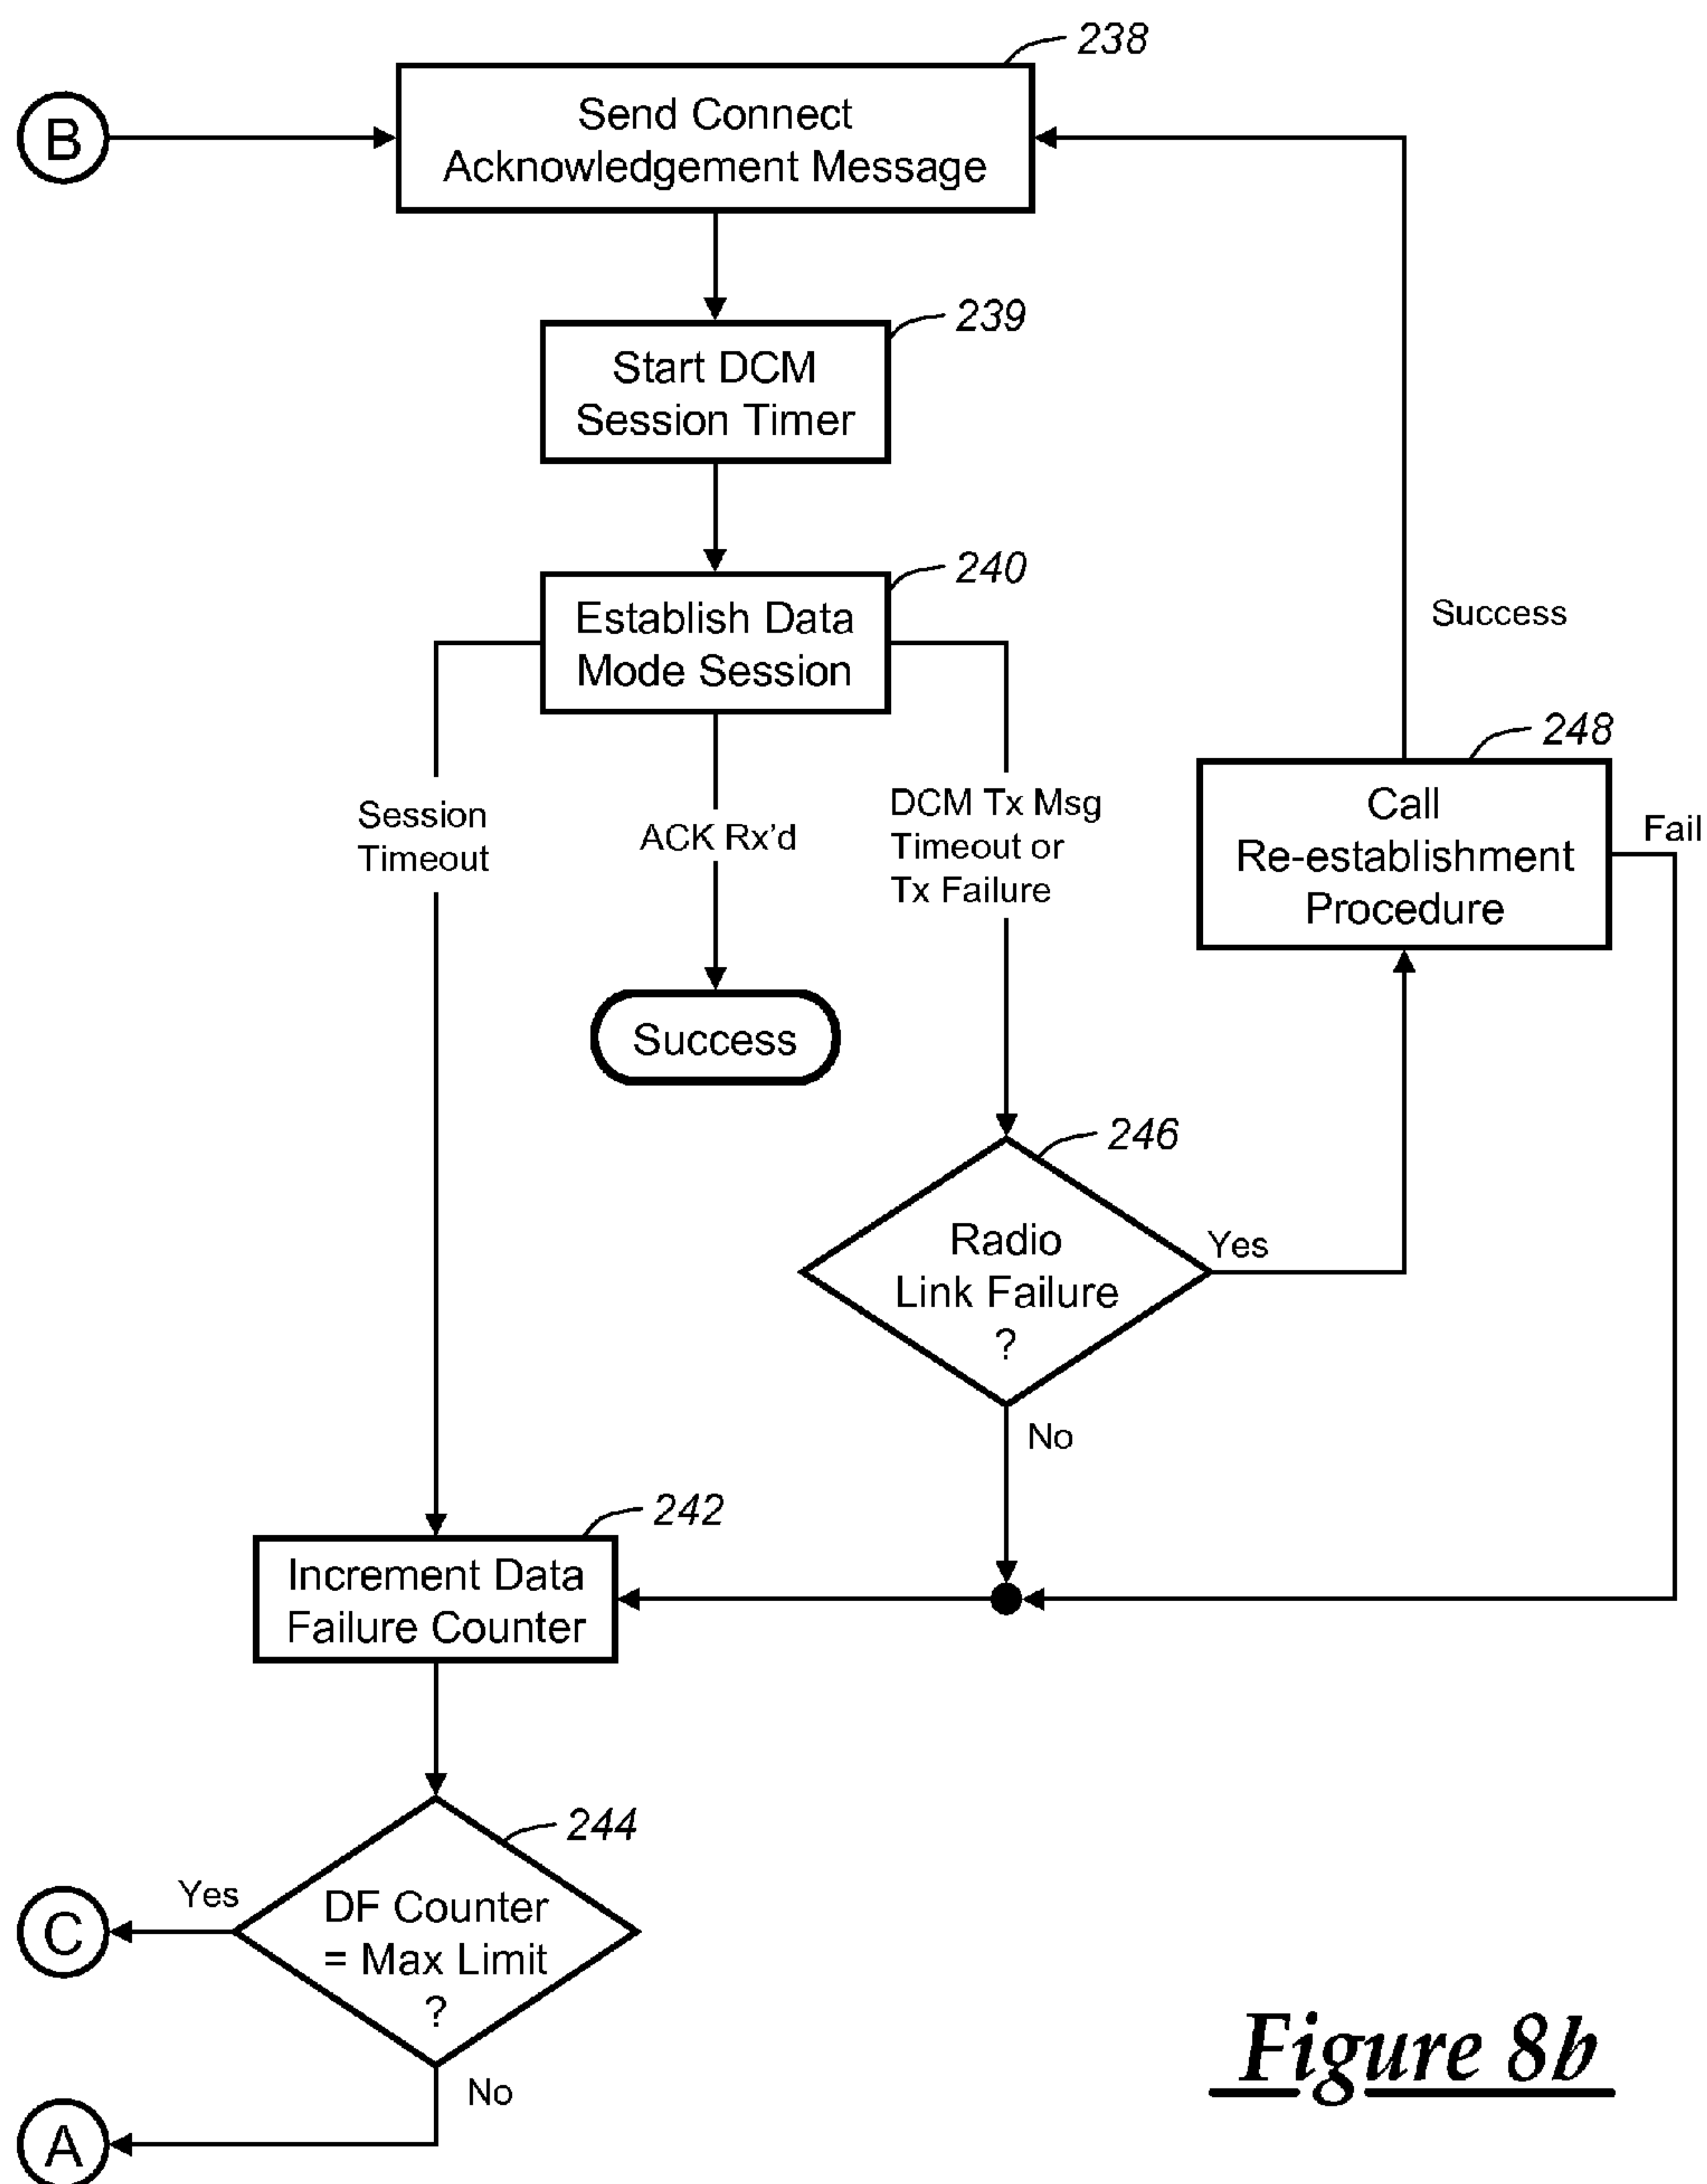 238
B
Send Connect
Acknowledgement Message
239
Start DCM
Session Timer
240
Establish Data
Mode Session
Success
248
Call
Re-establishment
Procedure
Fail
Session
Timeout
ACK Rx'd
DCM Tx Msg
Timeout or
Tx Failure
Success
246
Radio
Link Failure
?
Yes
No
242
Increment Data
Failure Counter
244
DF Counter
= Max Limit
?
Yes
C
No
A
Figure 8b